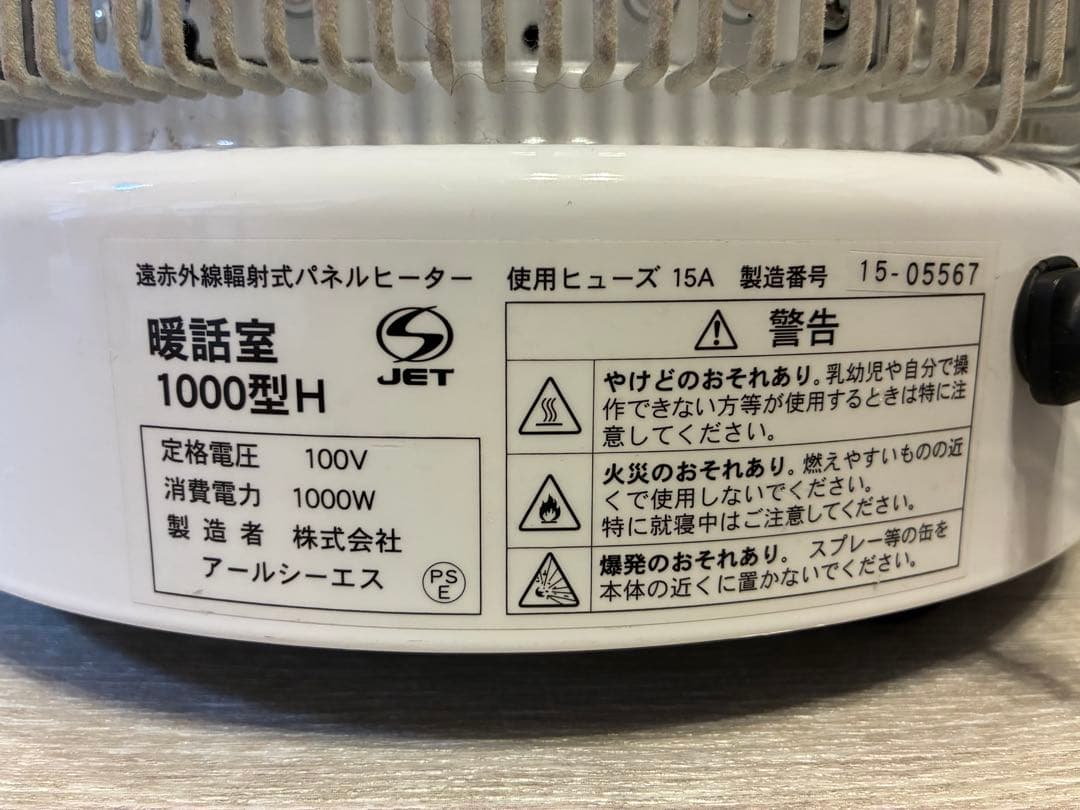 遠赤外線輻射式パネルヒーター
暖話室
1000型H
JET
定格電圧 100V
消費電力 1000W
製造者 株式会社
アールシーエス
PS
E
使用ヒューズ 15A 製造番号 15-05567
警告
やけどのおそれあり。乳幼児や自分で操
作できない方等が使用するときは特に注
意してください。
火災のおそれあり。燃えやすいものの近
くで使用しないでください。
特に就寝中はご注意してください。
爆発のおそれあり。 スプレー等の缶を
本体の近くに置かないでください。